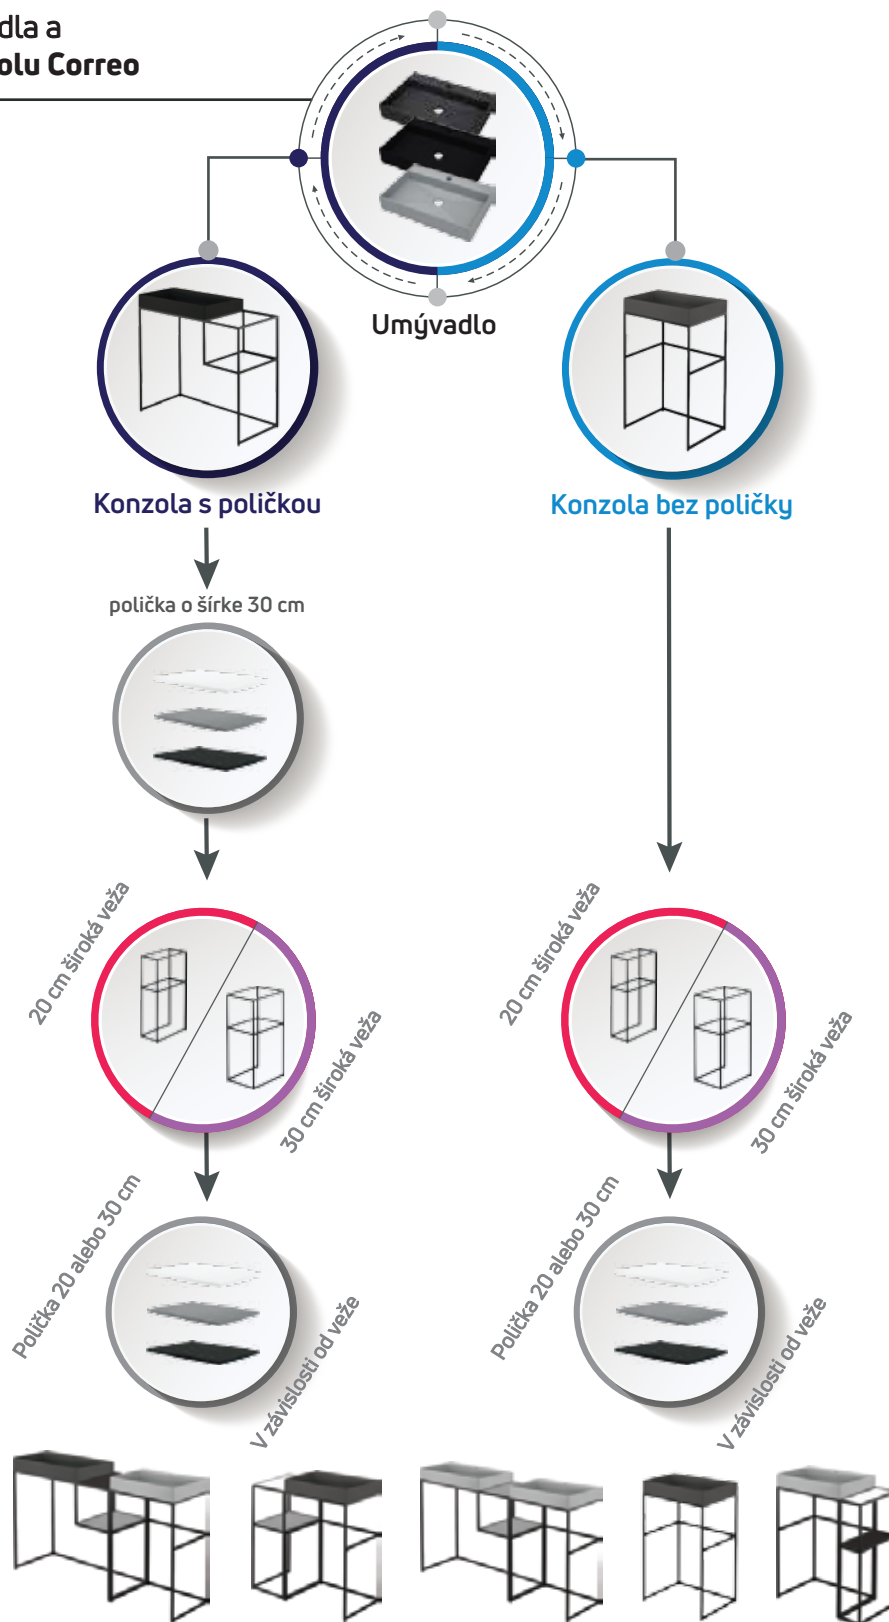 dla a
olu Correo
Umývadlo
Konzola s poličkou
Konzola bez poličky
polička o šírke 30 cm
20 cm široká veža
30 cm široká veža
20 cm široká veža
30 cm široká veža
Polička 20 alebo 30 cm
V závislosti od veže
Polička 20 alebo 30 cm
V závislosti od veže